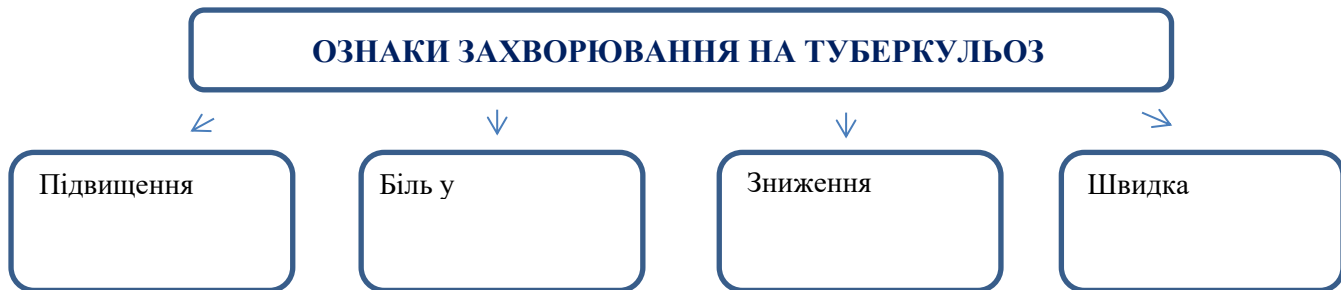 ОЗНАКИ ЗАХВОРЮВАННЯ НА ТУБЕРКУЛЬОЗ
Підвищення
Біль у
Зниження
Швидка